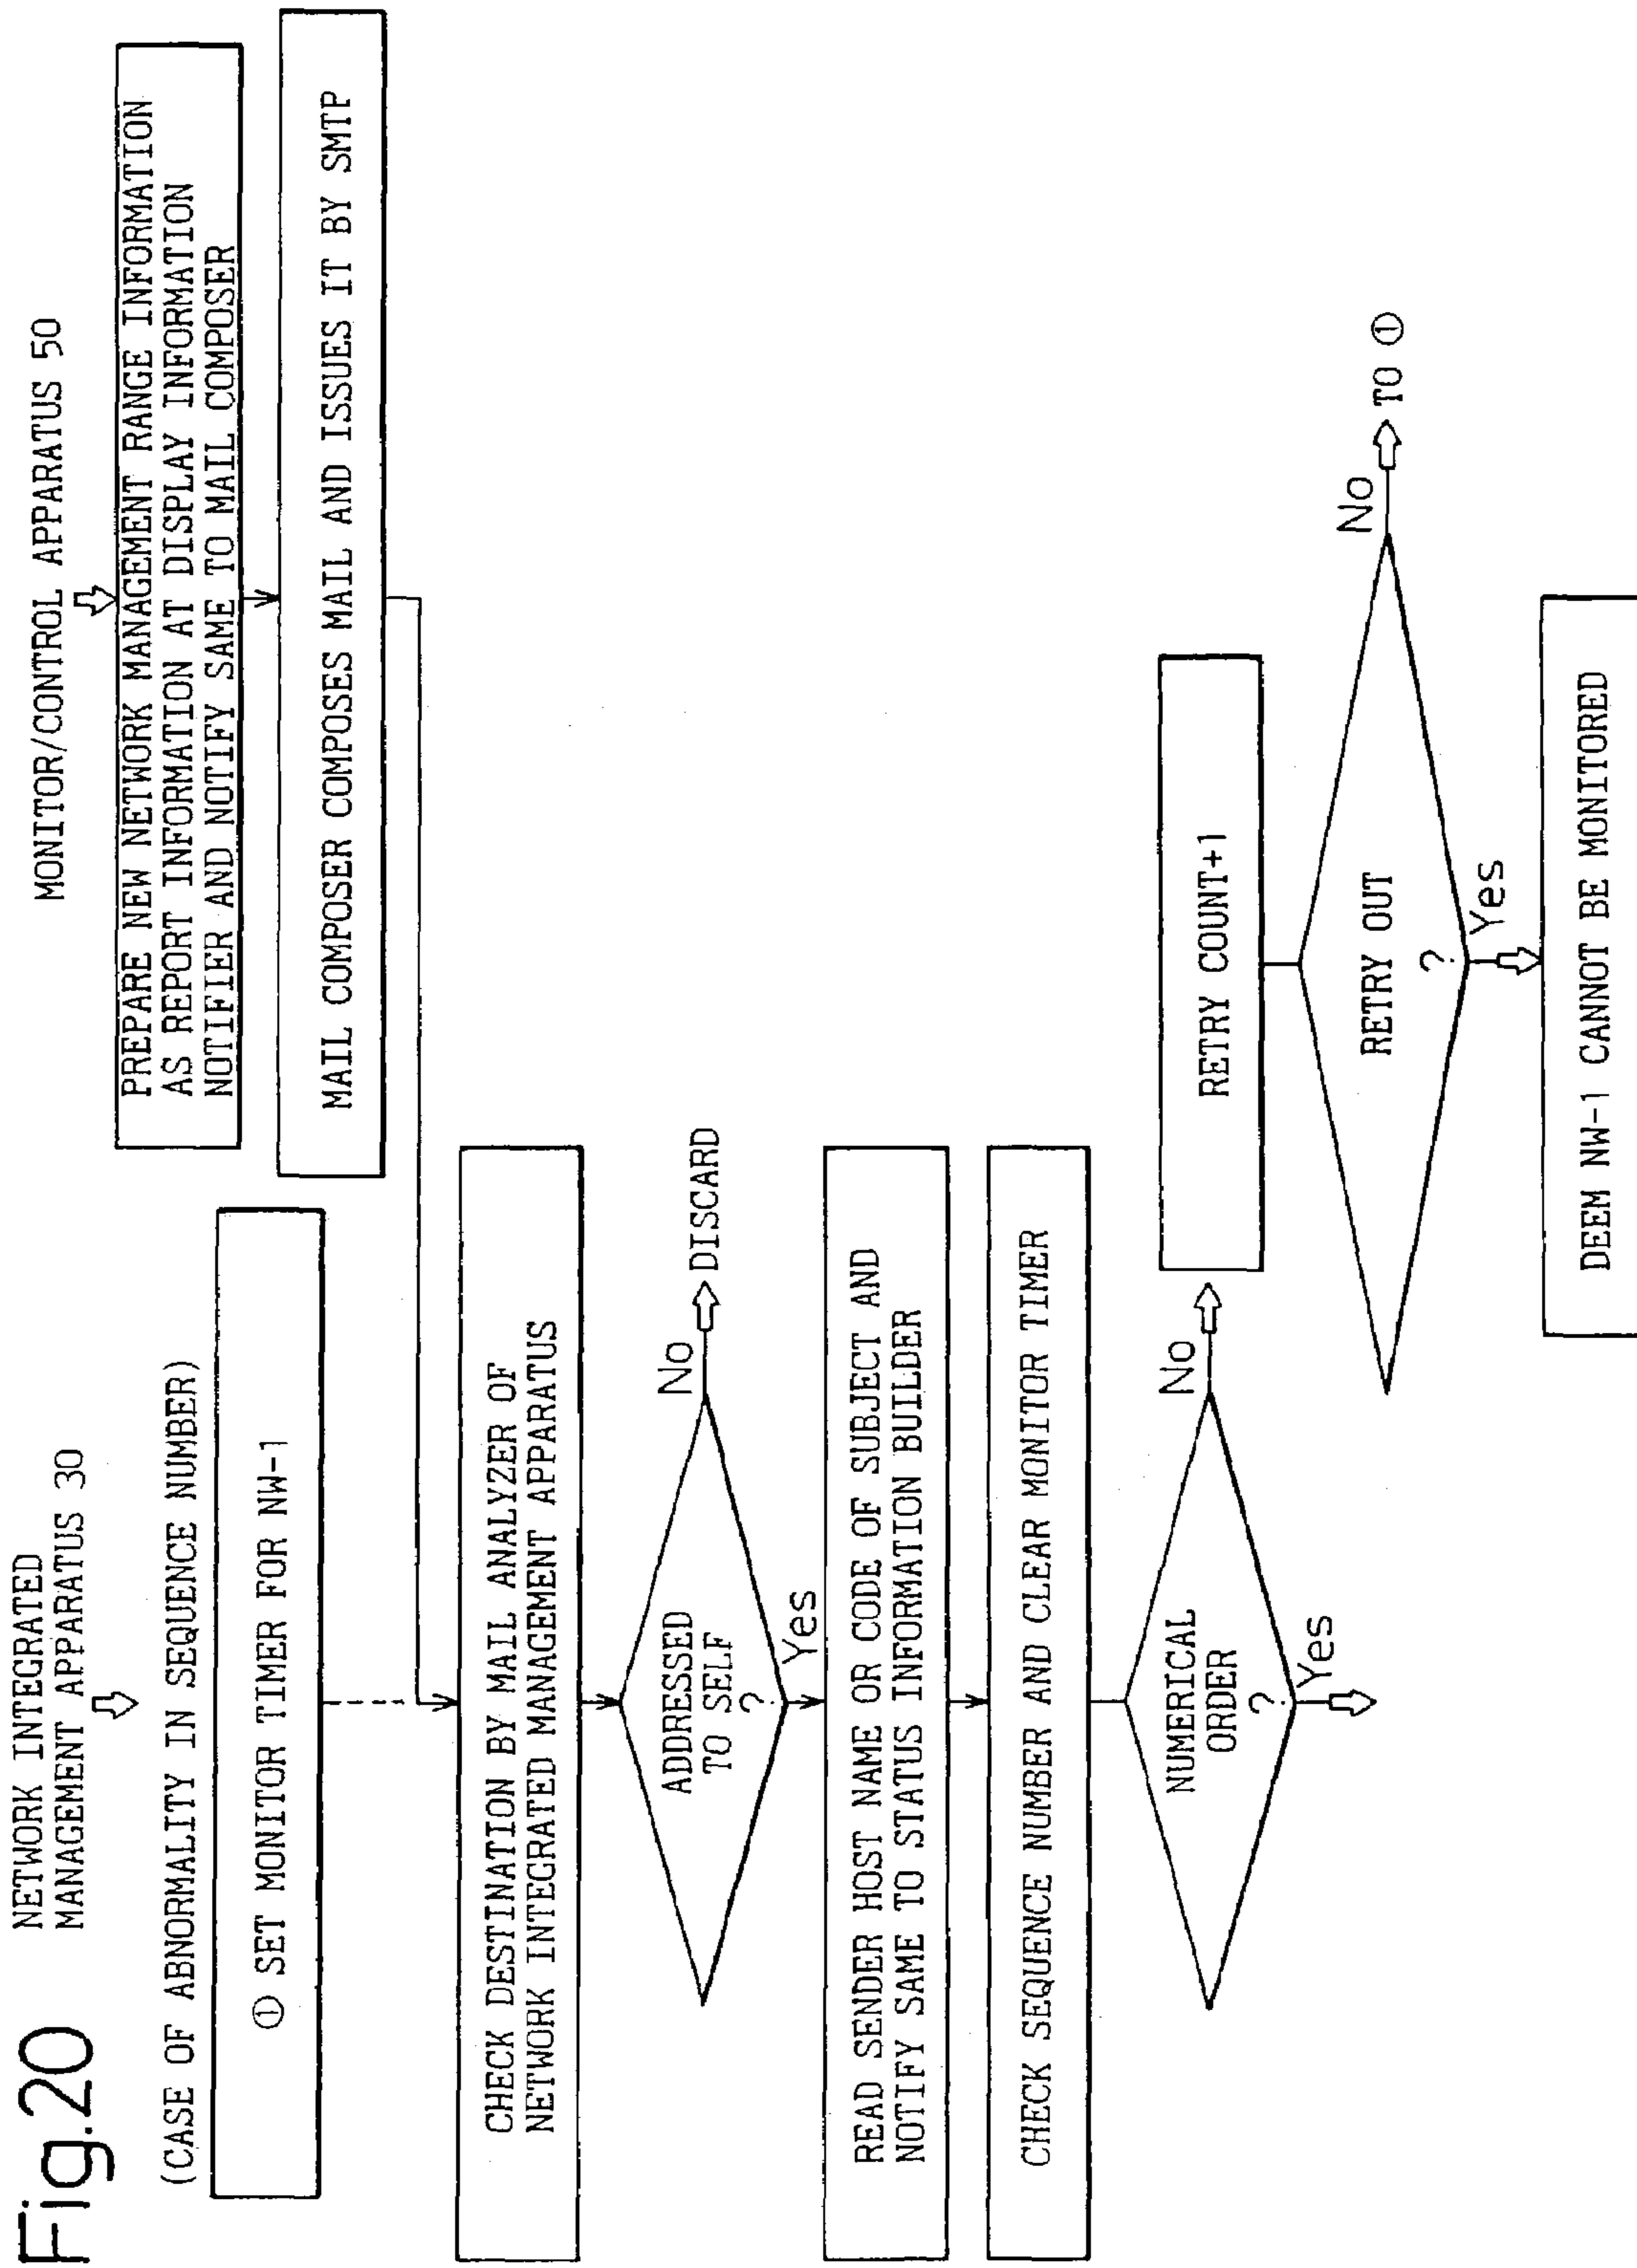 Fig.20
NETWORK INTEGRATED
MANAGEMENT APPARATUS 30
MONITOR/CONTROL APPARATUS 50
(CASE OF ABNORMALITY IN SEQUENCE NUMBER)
① SET MONITOR TIMER FOR NW-1
PREPARE NEW NETWORK MANAGEMENT RANGE INFORMATION
AS REPORT INFORMATION AT DISPLAY INFORMATION
NOTIFIER AND NOTIFY SAME TO MAIL COMPOSER
MAIL COMPOSER COMPOSES MAIL AND ISSUES IT BY SMTP
CHECK DESTINATION BY MAIL ANALYZER OF
NETWORK INTEGRATED MANAGEMENT APPARATUS
ADDRESSED
TO SELF
?
No
DISCARD
Yes
READ SENDER HOST NAME OR CODE OF SUBJECT AND
NOTIFY SAME TO STATUS INFORMATION BUILDER
CHECK SEQUENCE NUMBER AND CLEAR MONITOR TIMER
NUMERICAL
ORDER
?
No
Yes
RETRY COUNT+1
RETRY OUT
?
No
TO ①
Yes
DEEM NW-1 CANNOT BE MONITORED